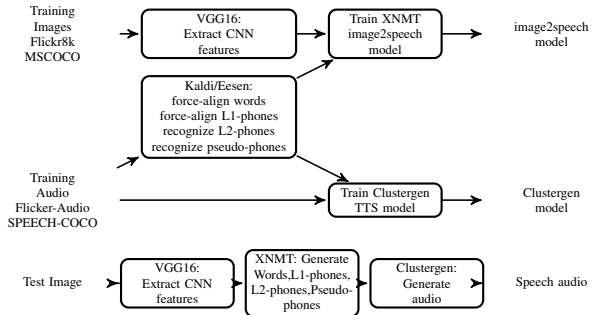 Training
Images
Flickr8k
MSCOCO
VGG16:
Extract CNN
features
Train XNMT
image2speech
model
image2speech
model
Kaldi/Eesen:
force-align words
force-align L1-phones
recognize L2-phones
recognize pseudo-phones
Training
Audio
Flicker-Audio
SPEECH-COCO
Train Clustergen
TTS model
Clustergen
model
Test Image
VGG16:
Extract CNN
features
XNMT: Generate
Words,L1-phones,
L2-phones,Pseudo-
phones
Clustergen:
Generate
audio
Speech audio